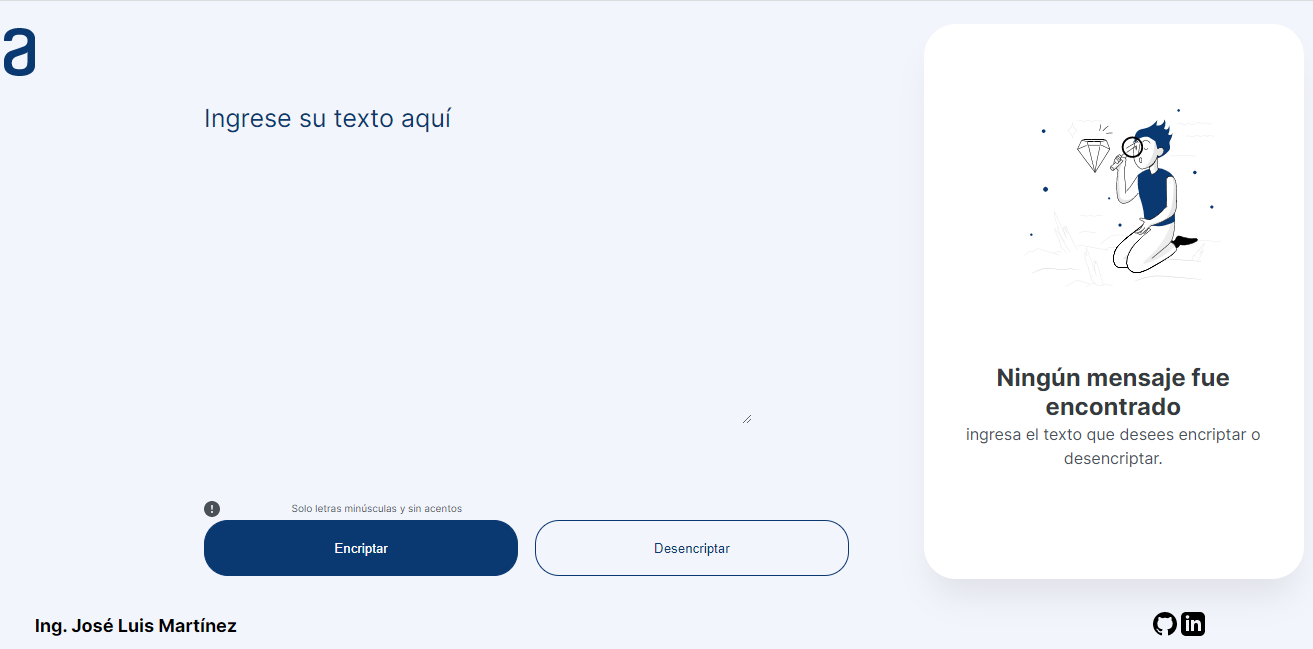 a
Ingrese su texto aquí
Ningún mensaje fue
encontrado
ingresa el texto que desees encriptar o
desencriptar.
Solo letras minúsculas y sin acentos
Encriptar
Desencriptar
Ing. José Luis Martínez
in